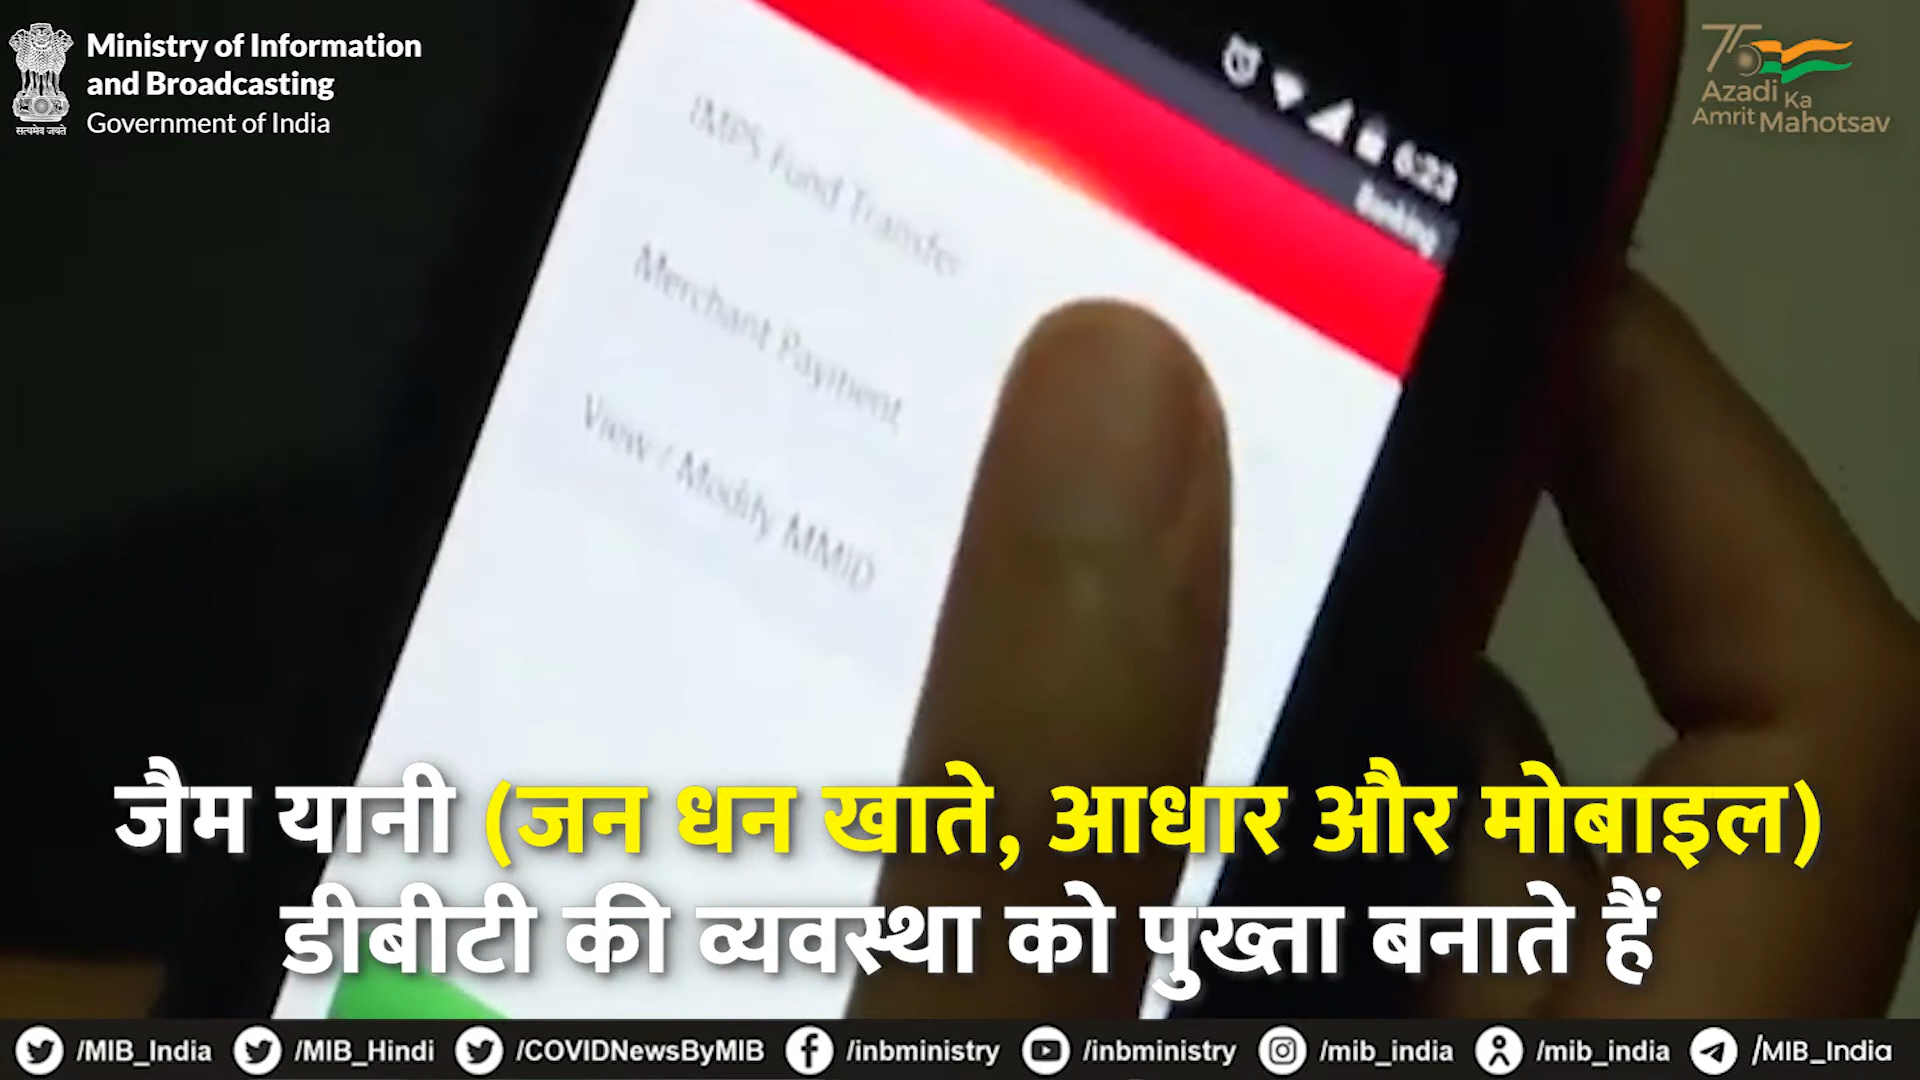 Ministry of Information
and Broadcasting
Government of India
सत्यमेव जयते
75
Azadi Ka
Amrit Mahotsav
6:23
Banking
IMPS Fund Transfer
Merchant Payment
View / Modify MMID
जैम यानी (जन धन खाते, आधार और मोबाइल)
डीबीटी की व्यवस्था को पुख्ता बनाते हैं
/MIB_India /MIB_Hindi /COVIDNewsByMIB /inbministry /inbministry /mib_india /mib_india /MIB_India